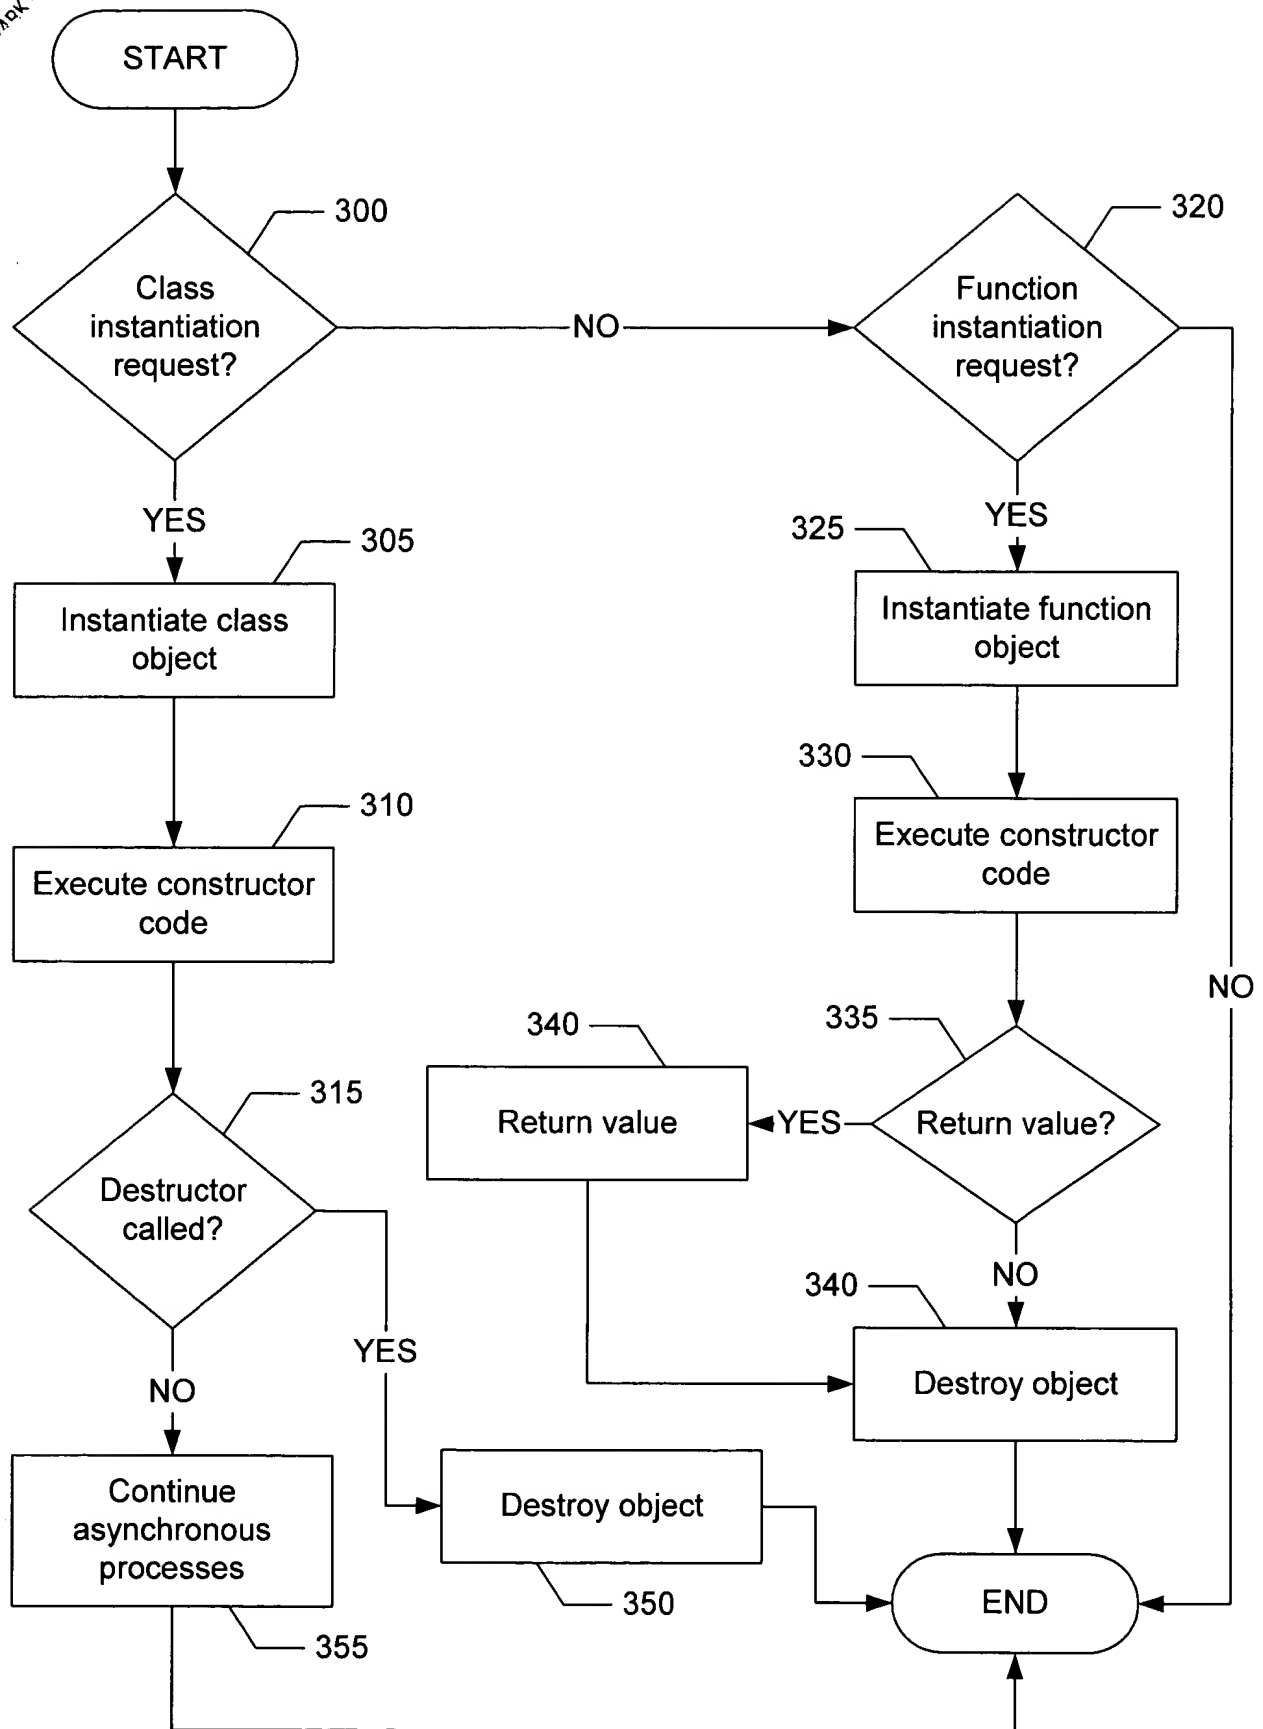 START
300
Class
instantiation
request?
NO
320
Function
instantiation
request?
YES
305
Instantiate class
object
YES
325
Instantiate function
object
310
Execute constructor
code
330
Execute constructor
code
NO
315
Destructor
called?
340
Return value
YES
335
Return value?
NO
340
Destroy object
YES
NO
Continue
asynchronous
processes
355
Destroy object
350
END